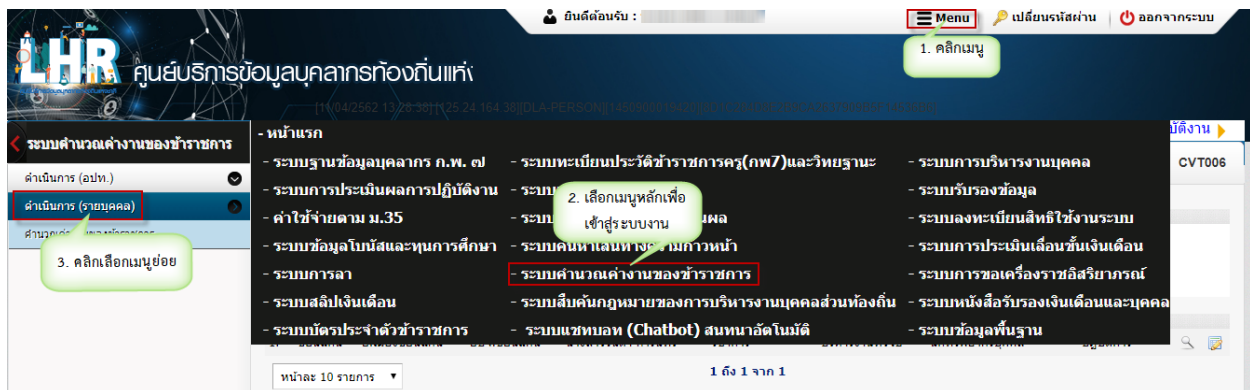 ยินดีต้อนรับ :
Menu
เปลี่ยนรหัสผ่าน
ออกจากระบบ
1. คลิกเมนู
LHR
ศูนย์บริการข้อมูลบุคลากรท้องถิ่นแห่ง
ระบบคำนวณค่างานของข้าราชการ
- หน้าแรก
บัติงาน
- ระบบฐานข้อมูลบุคลากร ก.พ. ๗
- ระบบทะเบียนประวัติข้าราชการครู(กพ7)และวิทยฐานะ
- ระบบการบริหารงานบุคคล
CVT006
ดำเนินการ (อปท.)
- ระบบการประเมินผลการปฏิบัติงาน
- ระบบรับรองข้อมูล
2. เลือกเมนูหลักเพื่อ
เข้าสู่ระบบงาน
ดำเนินการ (รายบุคคล)
- ค่าใช้จ่ายตาม ม.35
- ระบบลงทะเบียนสิทธิใช้งานระบบ
- ระบบข้อมูลโบนัสและทุนการศึกษา
- ระบบค้นหาเส้นทางความก้าวหน้า
- ระบบการประเมินเลื่อนขั้นเงินเดือน
3. คลิกเลือกเมนูย่อย
- ระบบการลา
- ระบบคำนวณค่างานของข้าราชการ
- ระบบการขอเครื่องราชอิสริยาภรณ์
- ระบบสลิปเงินเดือน
- ระบบสืบค้นกฎหมายของการบริหารงานบุคคลส่วนท้องถิ่น
- ระบบหนังสือรับรองเงินเดือนและบุคคล
- ระบบบัตรประจำตัวข้าราชการ
- ระบบแชทบอท (Chatbot) สนทนาอัตโนมัติ
- ระบบข้อมูลพื้นฐาน
หน้าละ 10 รายการ
1 ถึง 1 จาก 1